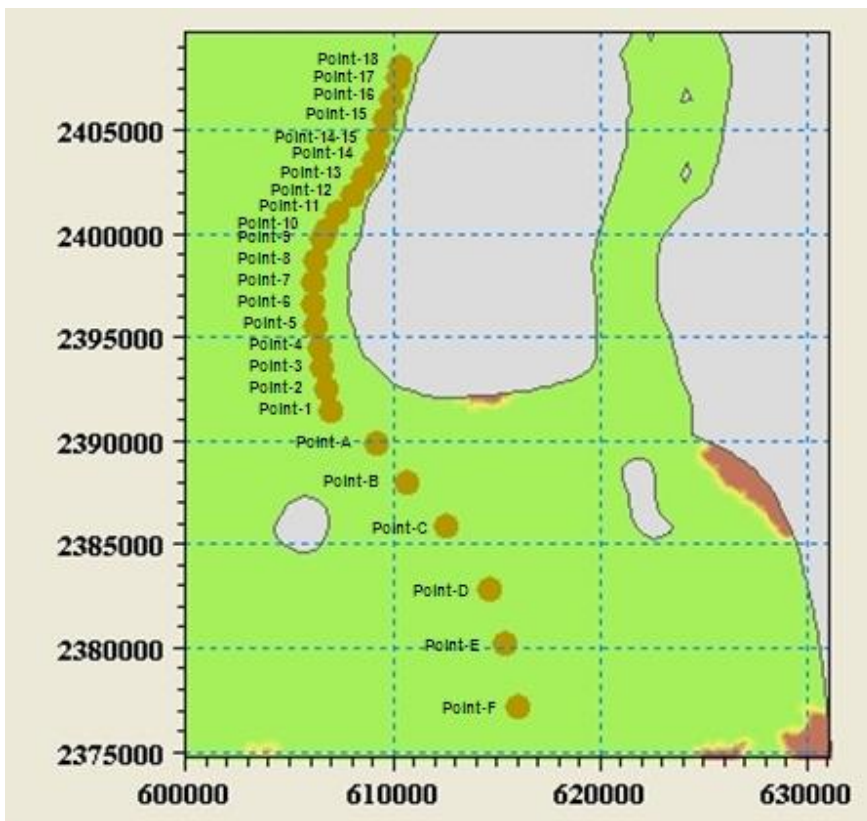 Point-18
Point-17
Point-16
2405000
Point-15
Point-14-15
Point-14
Point-13
Point-12
Point-11
Point-10
2400000
Point-9
Point-8
Point-7
Point-6
Point-5
2395000
Point-4
Point-3
Point-2
Point-1
2390000
Point-A
Point-B
Point-C
2385000
Point-D
2380000
Point-E
Point-F
2375000
600000 610000 620000 630000